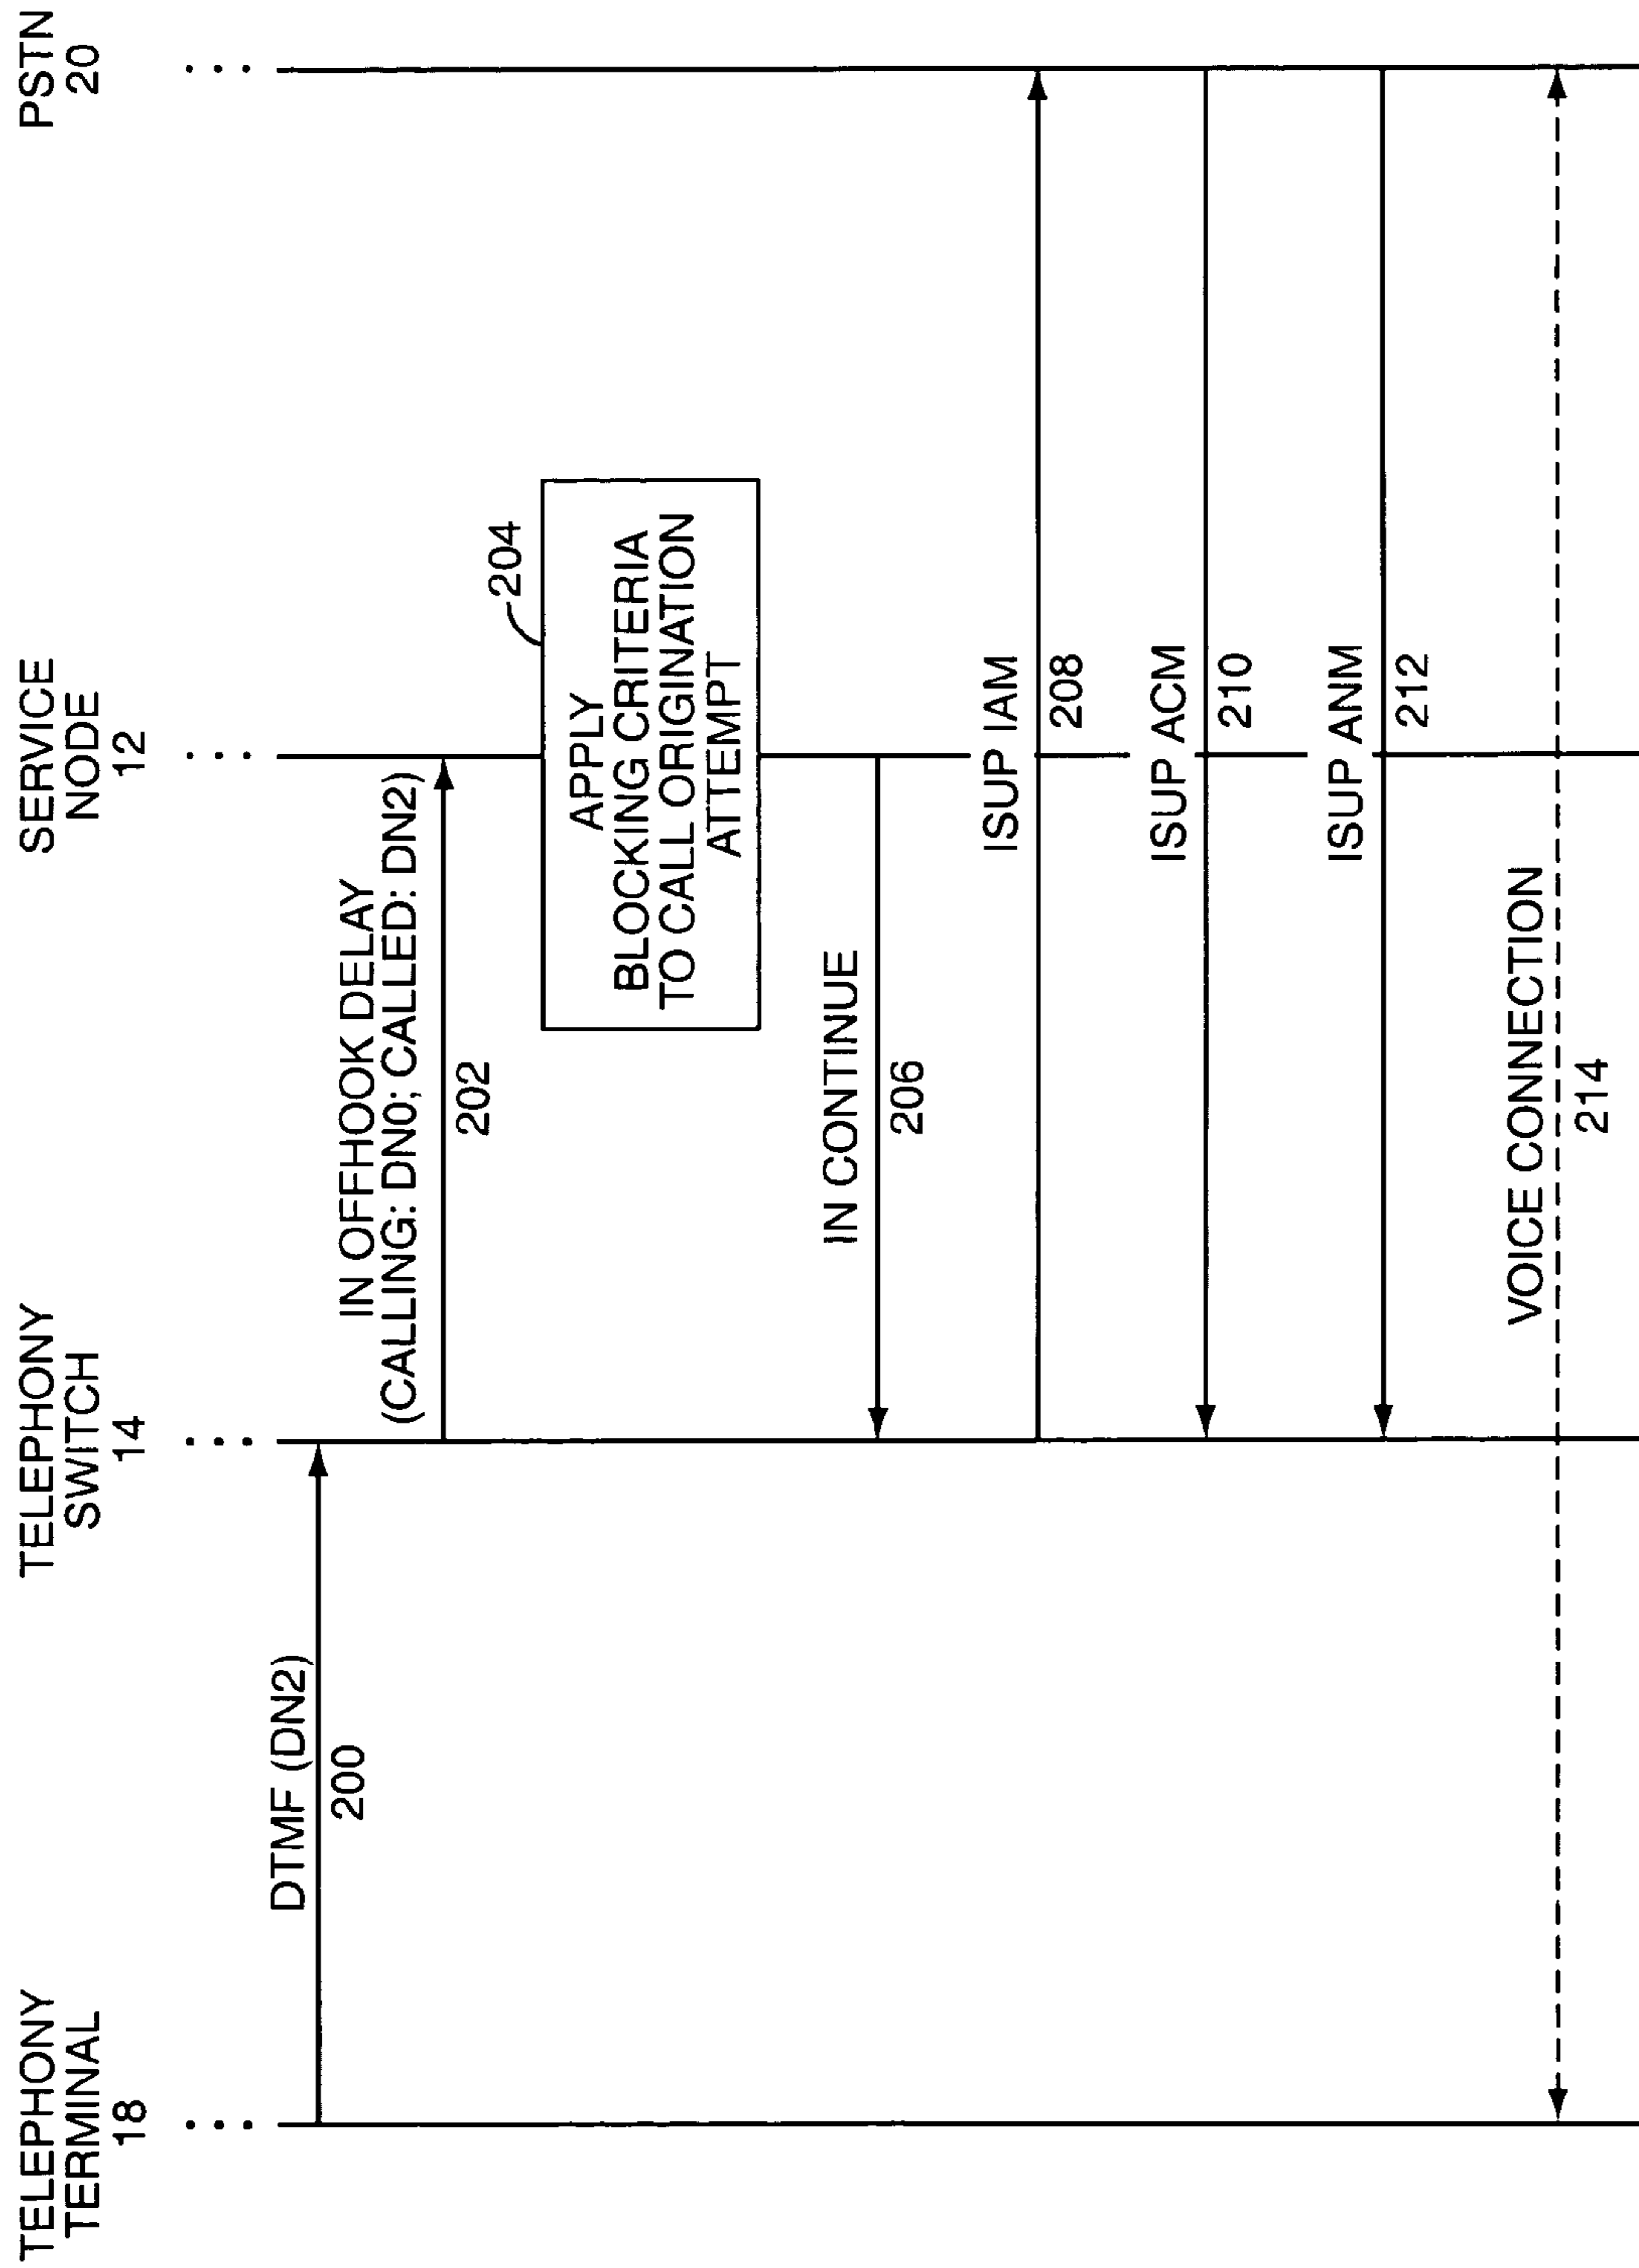 TELEPHONY
TERMINAL
18
TELEPHONY
SWITCH
14
SERVICE
NODE
12
PSTN
20
DTMF (DN2)
200
IN OFFHOOK DELAY
(CALLING: DN0; CALLED: DN2)
202
204
APPLY
BLOCKING CRITERIA
TO CALL ORIGINATION
ATTEMPT
IN CONTINUE
206
ISUP IAM
208
ISUP ACM
210
ISUP ANM
212
VOICE CONNECTION
214